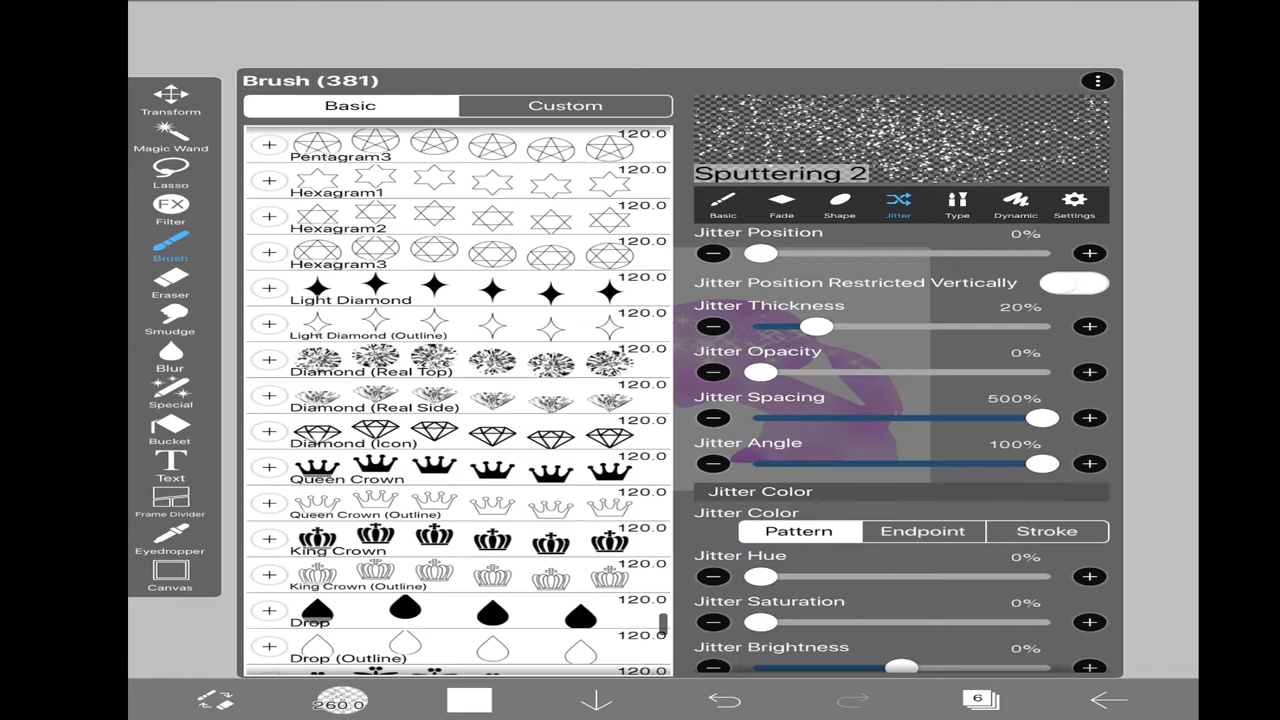 Transform
Magic Wand
Lasso
FX
Filter
Brush
Eraser
Smudge
Blur
Special
Bucket
T
Text
Frame Divider
Eyedropper
Canvas
Brush (381)
Basic
Custom
120.0
Pentagram3
120.0
Hexagram1
120.0
Hexagram2
120.0
Hexagram3
120.0
Light Diamond
120.0
Light Diamond (Outline)
120.0
Diamond (Real Top)
120.0
Diamond (Real Side)
120.0
Diamond (Icon)
120.0
Queen Crown
120.0
Queen Crown (Outline)
120.0
King Crown
120.0
King Crown (Outline)
120.0
Drop
120.0
Drop (Outline)
120.0
Sputtering 2
Basic
Fade
Shape
Jitter
Type
Dynamic
Settings
Jitter Position 0%
Jitter Position Restricted Vertically
Jitter Thickness 20%
Jitter Opacity 0%
Jitter Spacing 500%
Jitter Angle 100%
Jitter Color
Jitter Color
Pattern
Endpoint
Stroke
Jitter Hue 0%
Jitter Saturation 0%
Jitter Brightness 0%
260.0
6